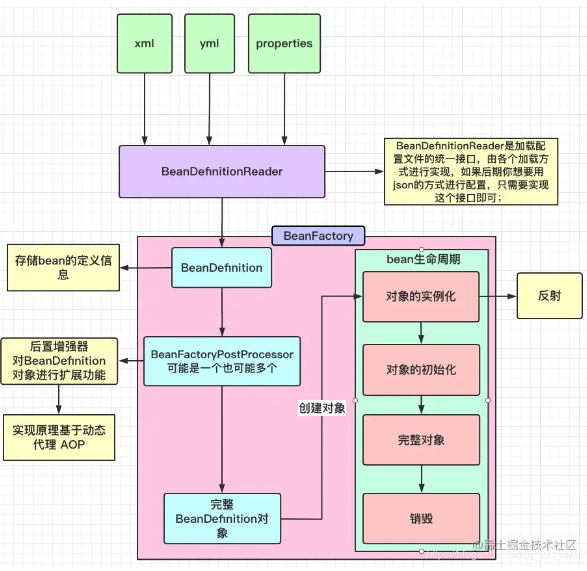 xml
yml
properties
BeanDefinitionReader
BeanDefinitionReader是加载配
置文件的统一接口，由各个加载方
式进行实现，如果后期你想要用
json的方式进行配置，只需要实现
这个接口即可；
BeanFactory
存储bean的定义信
息
BeanDefinition
bean生命周期
对象的实例化
反射
后置增强器
对BeanDefinition
对象进行扩展功能
BeanFactoryPostProcessor
可能是一个也可能多个
对象的初始化
创建对象
实现原理基于动态
代理 AOP
完整对象
完整
BeanDefinition对
象
销毁
@稀土掘金技术社区